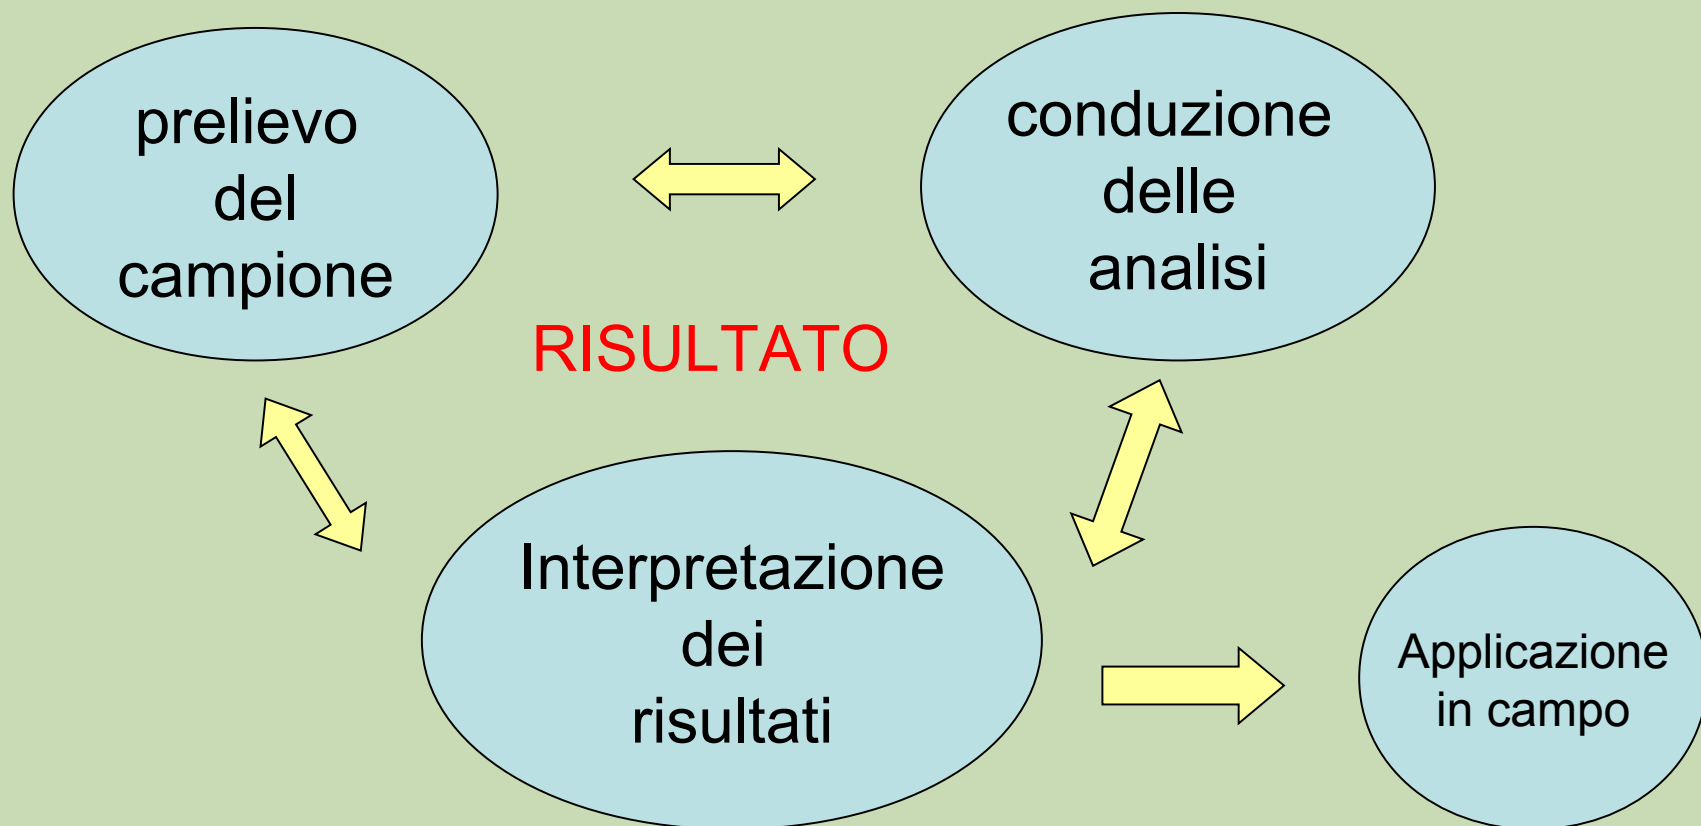 prelievo
del
campione
conduzione
delle
analisi
RISULTATO
Interpretazione
dei
risultati
Applicazione
in campo